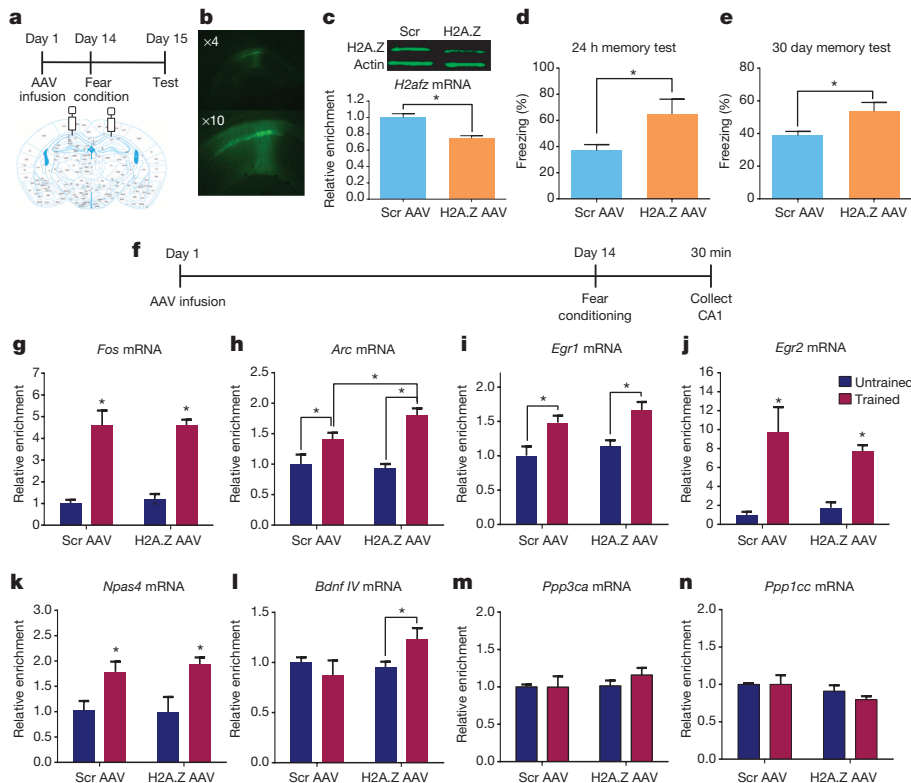 a
Day 1 Day 14 Day 15
AAV infusion Fear condition Test
b
×4
×10
c
Scr H2A.Z
H2A.Z
Actin
H2afz mRNA
Relative enrichment
1.2
1.0
0.8
0.6
0.4
0.2
0
Scr AAV H2A.Z AAV
*
d
24 h memory test
Freezing (%)
100
80
60
40
20
0
Scr AAV H2A.Z AAV
*
e
30 day memory test
Freezing (%)
80
60
40
20
0
Scr AAV H2A.Z AAV
*
f
Day 1 Day 14 30 min
AAV infusion Fear conditioning Collect CA1
g
Fos mRNA
Relative enrichment
7
6
5
4
3
2
1
0
* *
Scr AAV H2A.Z AAV
h
Arc mRNA
Relative enrichment
2.5
2.0
1.5
1.0
0.5
0.0
* * *
Scr AAV H2A.Z AAV
i
Egr1 mRNA
Relative enrichment
2.0
1.5
1.0
0.5
0.0
* *
Scr AAV H2A.Z AAV
j
Egr2 mRNA
Untrained
Trained
Relative enrichment
16
14
12
10
8
6
4
2
0
* *
Scr AAV H2A.Z AAV
k
Npas4 mRNA
Relative enrichment
3.0
2.5
2.0
1.5
1.0
0.5
0.0
* *
Scr AAV H2A.Z AAV
l
Bdnf IV mRNA
Relative enrichment
1.5
1.0
0.5
0.0
*
Scr AAV H2A.Z AAV
m
Ppp3ca mRNA
Relative enrichment
2.0
1.5
1.0
0.5
0.0
Scr AAV H2A.Z AAV
n
Ppp1cc mRNA
Relative enrichment
2.0
1.5
1.0
0.5
0.0
Scr AAV H2A.Z AAV